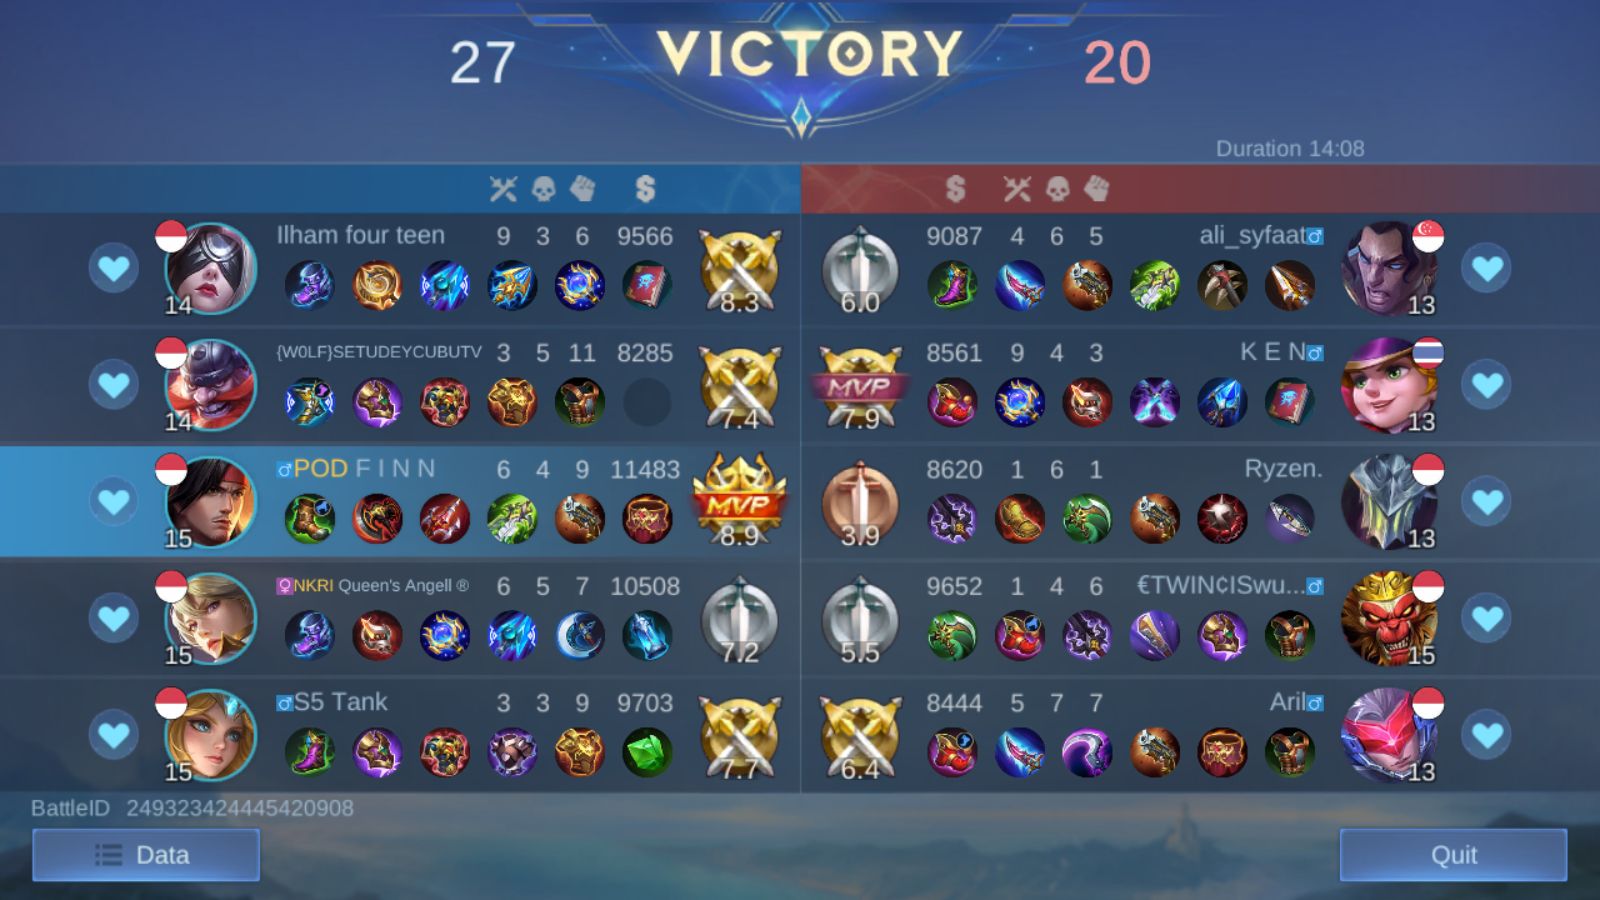 27 VICTORY 20
Duration 14:08
Ilham four teen 9 3 6 9566 8.3 14
6.0 9087 4 6 5 ali_syfaat♂ 13
{W0LF}SETUDEYCUBUTV 3 5 11 8285 7.4 14
MVP 7.9 8561 9 4 3 K E N♂ 13
♂POD F I N N 6 4 9 11483 MVP 8.9 15
3.9 8620 1 6 1 Ryzen. 13
♀NKRI Queen's Angell ® 6 5 7 10508 7.2 15
5.5 9652 1 4 6 €TWIN¢ISwu...♂ 15
♂S5 Tank 3 3 9 9703 7.7 15
6.4 8444 5 7 7 Aril♂ 13
BattleID 249323424445420908
Data
Quit